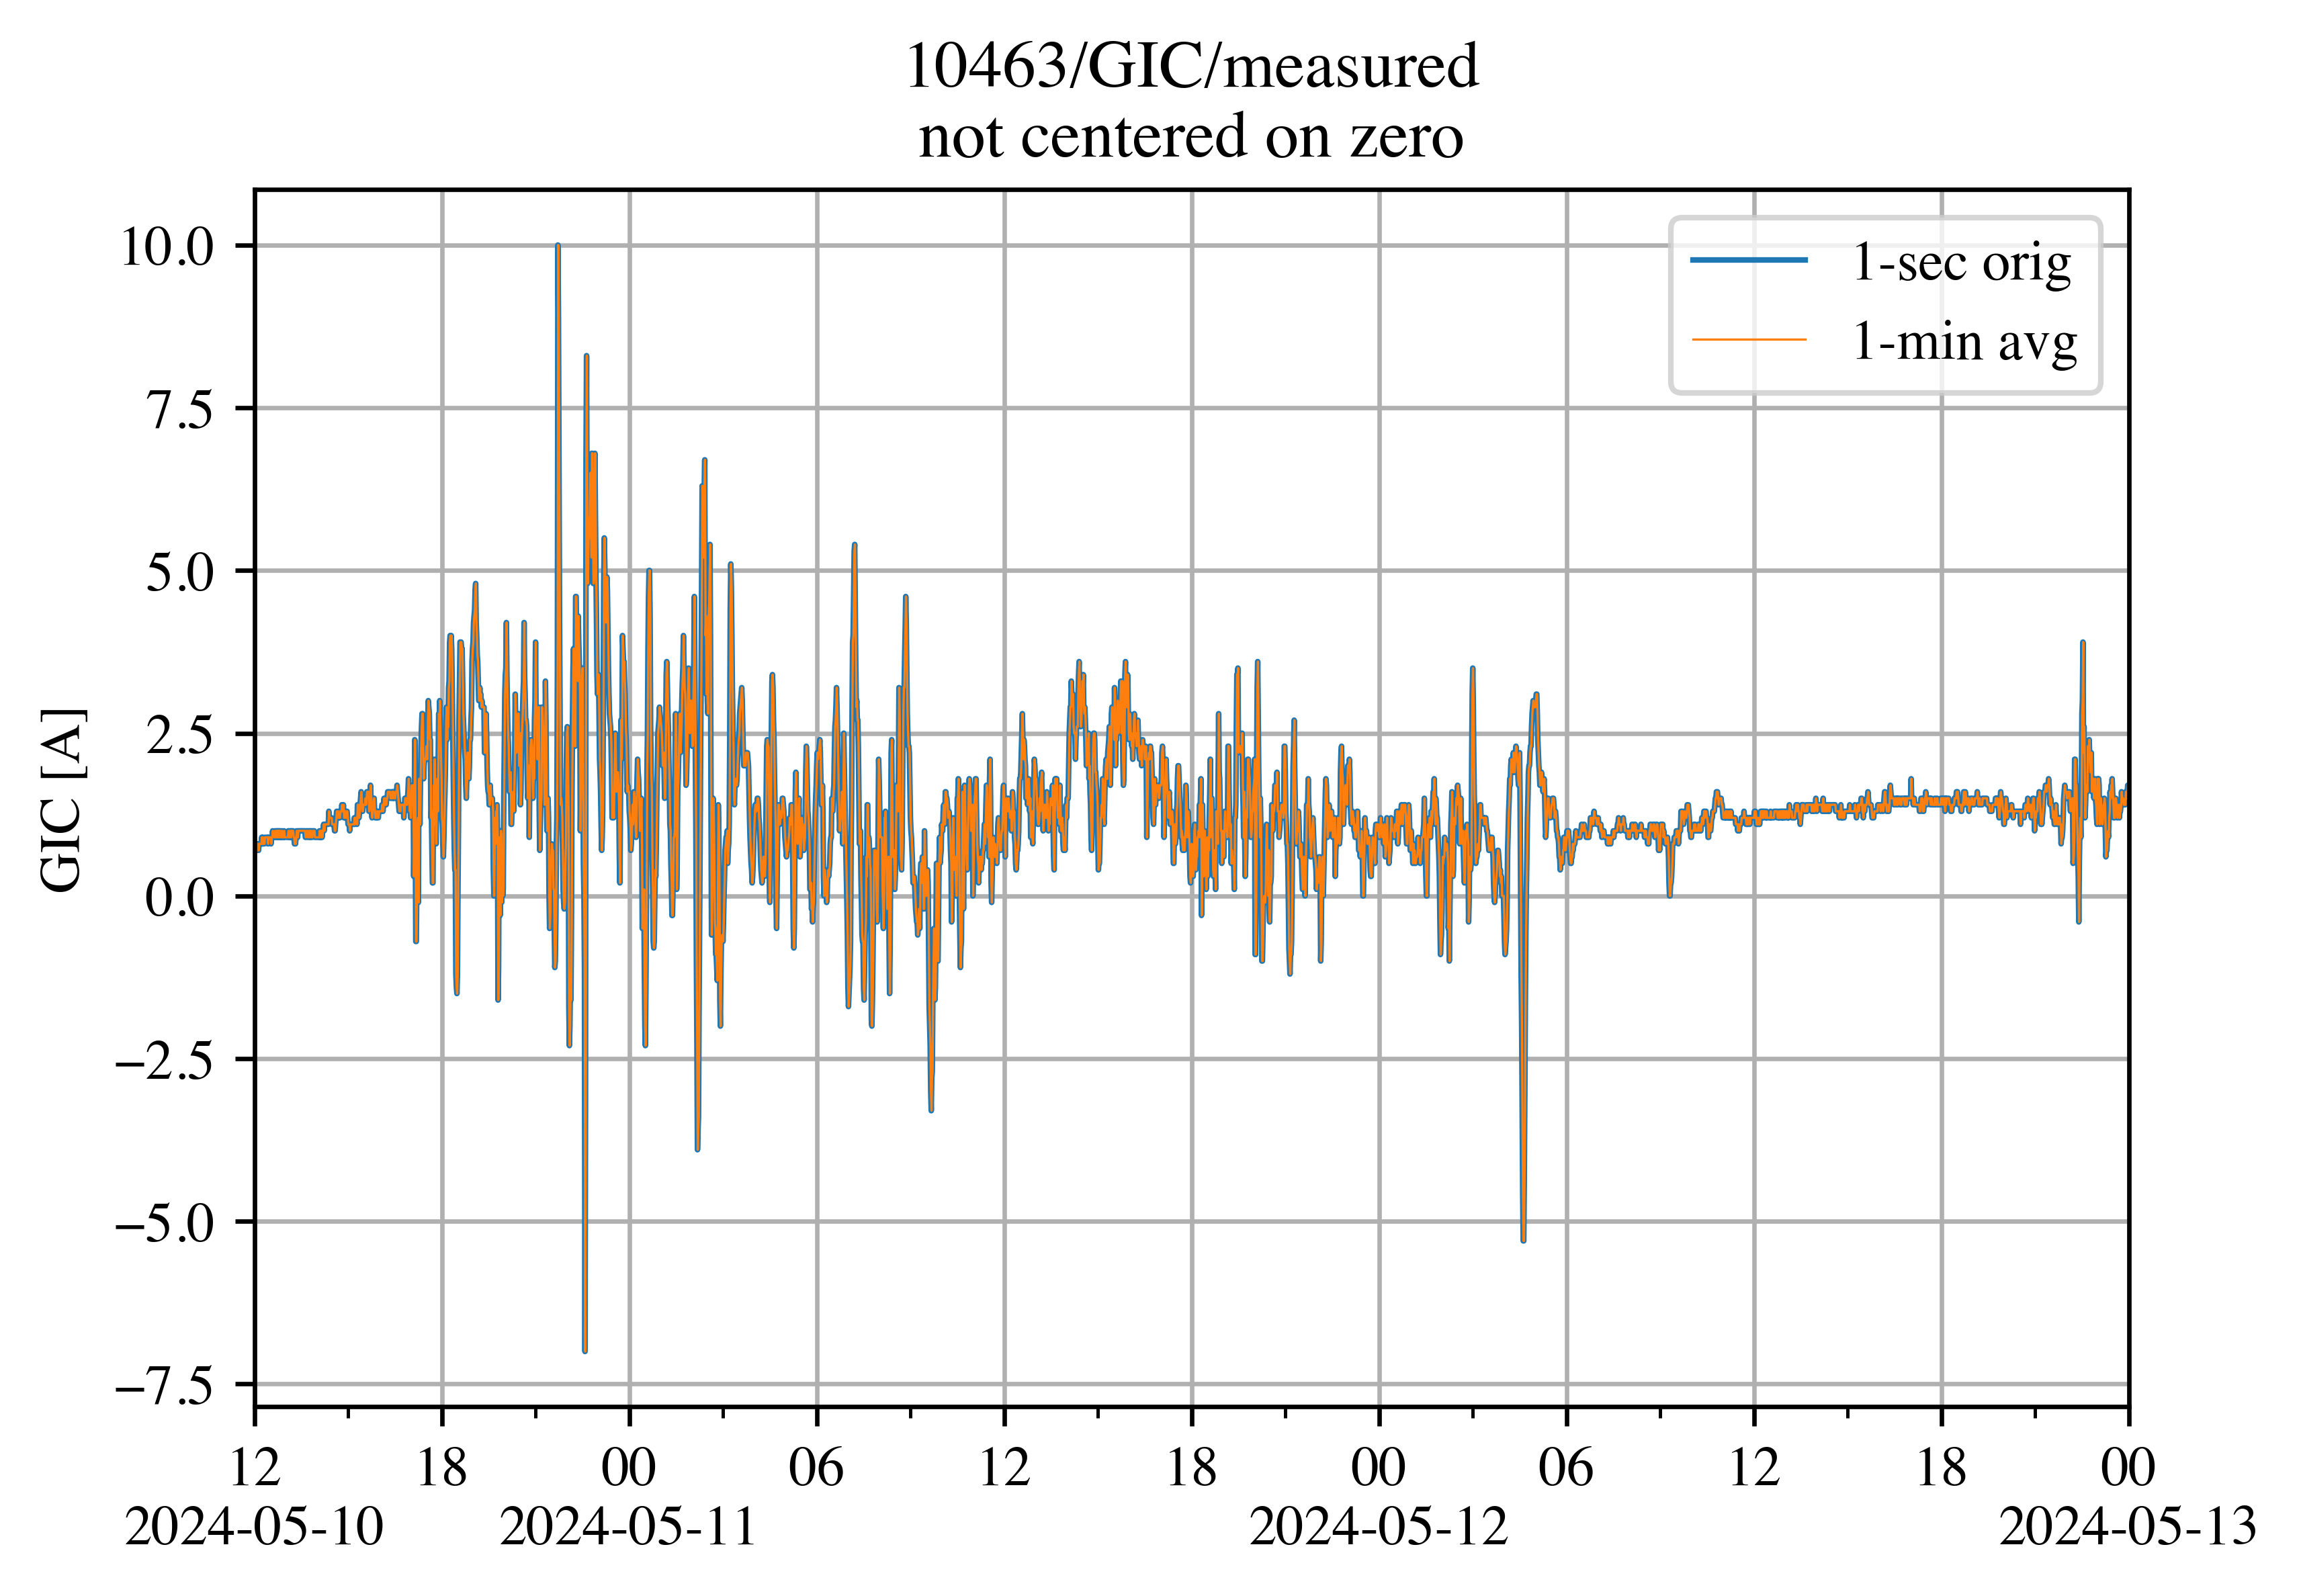 10463/GIC/measured
not centered on zero
10.0
7.5
5.0
2.5
0.0
−2.5
−5.0
−7.5
GIC [A]
1-sec orig
1-min avg
12 18 00 06 12 18 00 06 12 18 00
2024-05-10 2024-05-11 2024-05-12 2024-05-13